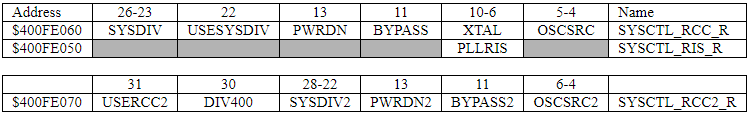 Address 26-23 22 13 11 10-6 5-4 Name
$400FE060 SYSDIV USESYSDIV PWRDN BYPASS XTAL OSCSRC SYSCTL_RCC_R
$400FE050 PLLRIS SYSCTL_RIS_R
31 30 28-22 13 11 6-4
$400FE070 USERCC2 DIV400 SYSDIV2 PWRDN2 BYPASS2 OSCSRC2 SYSCTL_RCC2_R